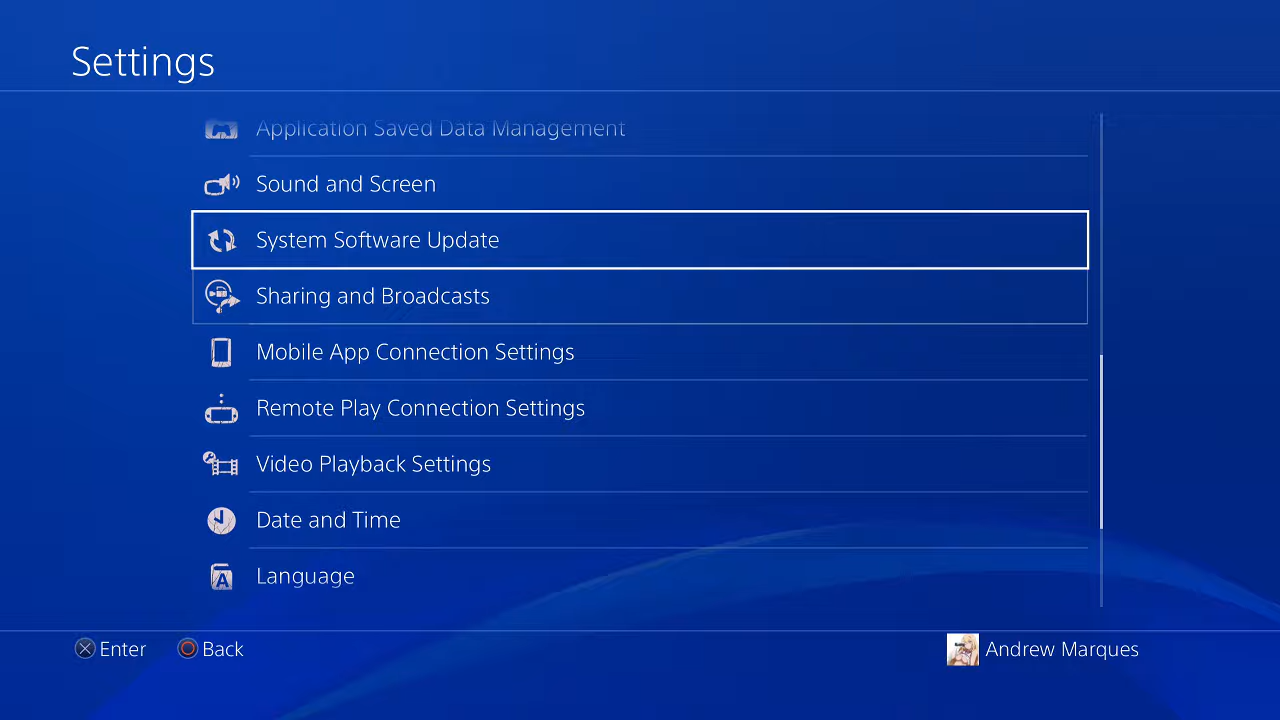 Settings
Application Saved Data Management
Sound and Screen
System Software Update
Sharing and Broadcasts
Mobile App Connection Settings
Remote Play Connection Settings
Video Playback Settings
Date and Time
Language
Enter
Back
Andrew Marques